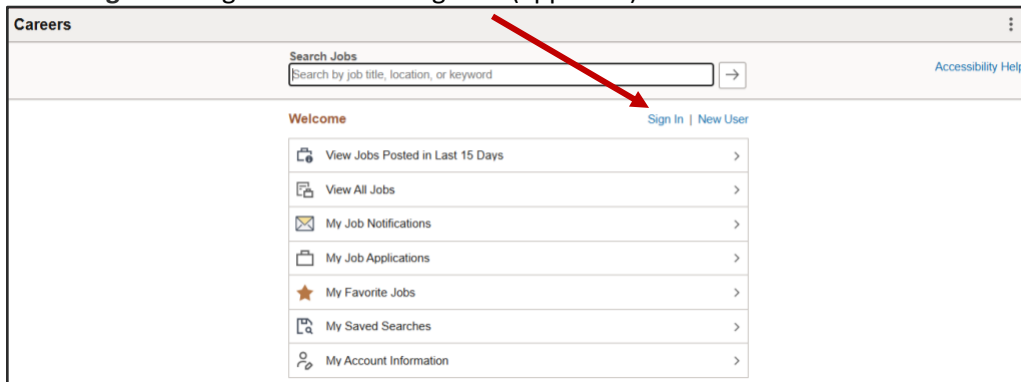 Careers
Search Jobs
Search by job title, location, or keyword
Accessibility Help
Welcome
Sign In | New User
View Jobs Posted in Last 15 Days
View All Jobs
My Job Notifications
My Job Applications
My Favorite Jobs
My Saved Searches
My Account Information